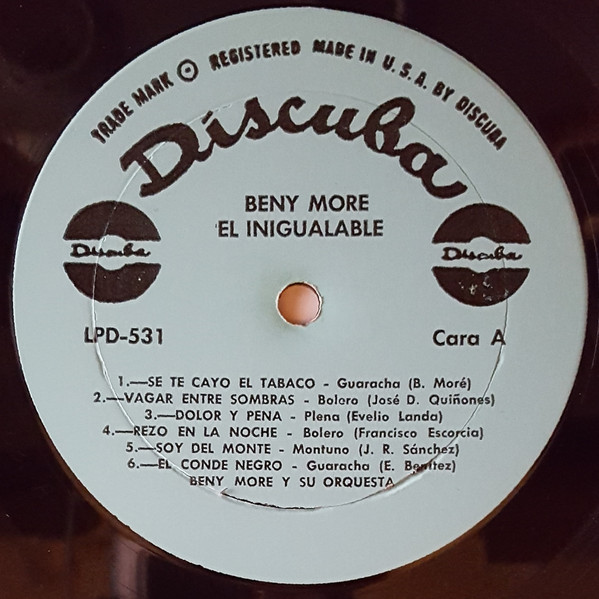 TRADE MARK REGISTERED MADE IN U.S.A. BY DISCUBA
Discuba
BENY MORE
EL INIGUALABLE
Discuba
Discuba
LPD-531
Cara A
1.—SE TE CAYO EL TABACO - Guaracha (B. Moré)
2.—VAGAR ENTRE SOMBRAS - Bolero (José D. Quiñones)
3.—DOLOR Y PENA - Plena (Evelio Landa)
4.—REZO EN LA NOCHE - Bolero (Francisco Escorcia)
5.—SOY DEL MONTE - Montuno (J. R. Sánchez)
6.—EL CONDE NEGRO - Guaracha (E. Benítez)
BENY MORE Y SU ORQUESTA